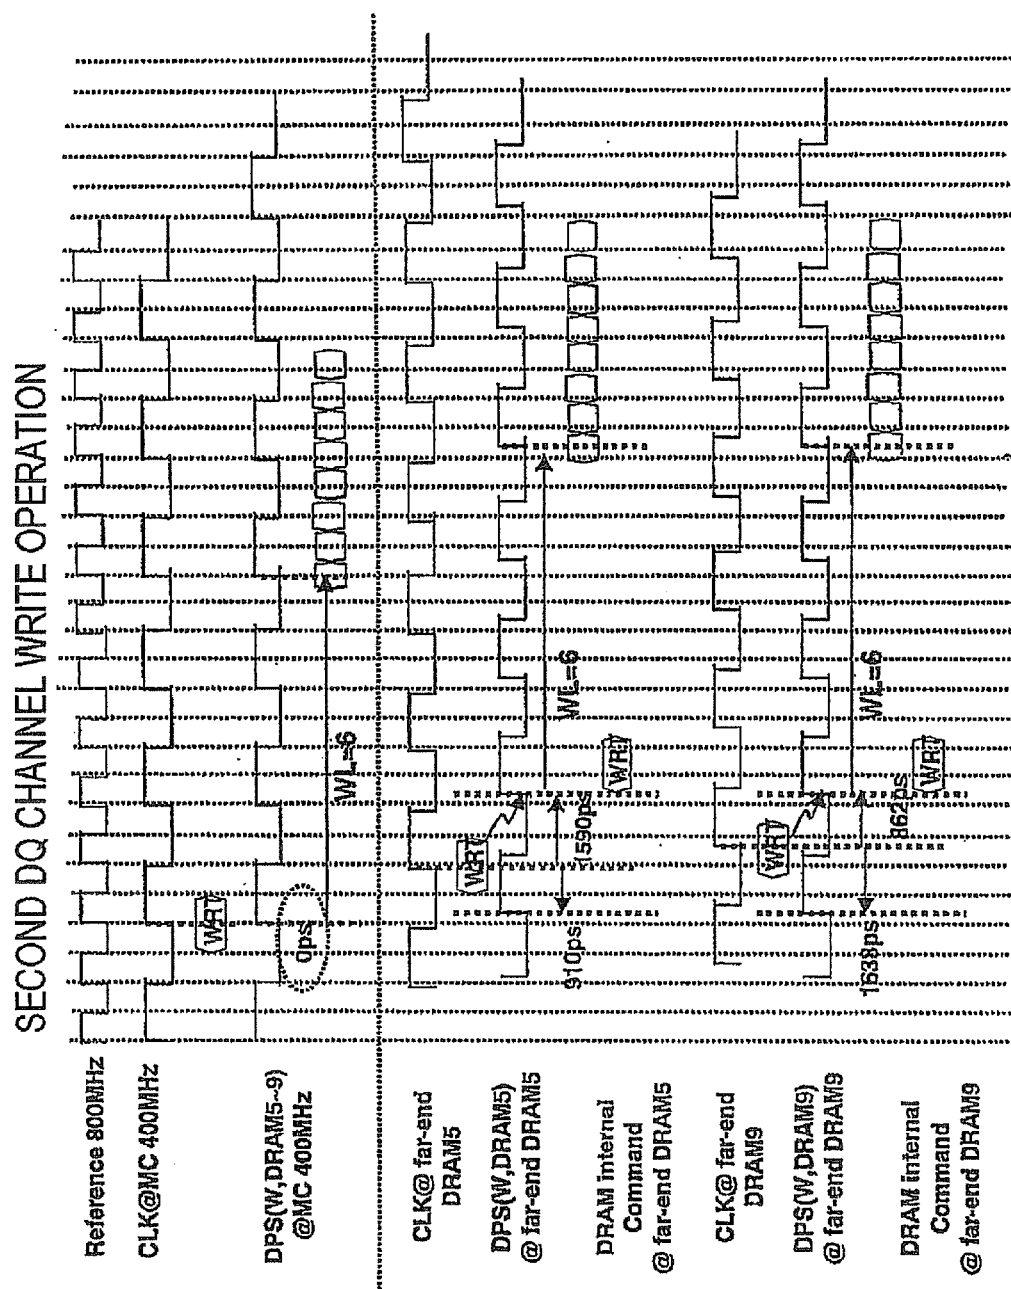 SECOND DQ CHANNEL WRITE OPERATION
Reference 800MHz
CLK@MC 400MHz
WRT
DPS(W,DRAM5~9)
@MC 400MHz
0ps
WL=6
CLK@ far-end
DRAM5
WRT
DPS(W,DRAM5)
@ far-end DRAM5
910ps
1590ps
WL=6
DRAM internal
Command
@ far-end DRAM5
WRT
CLK@ far-end
DRAM9
WRT
DPS(W,DRAM9)
@ far-end DRAM9
1638ps
862ps
WL=6
DRAM internal
Command
@ far-end DRAM9
WRT